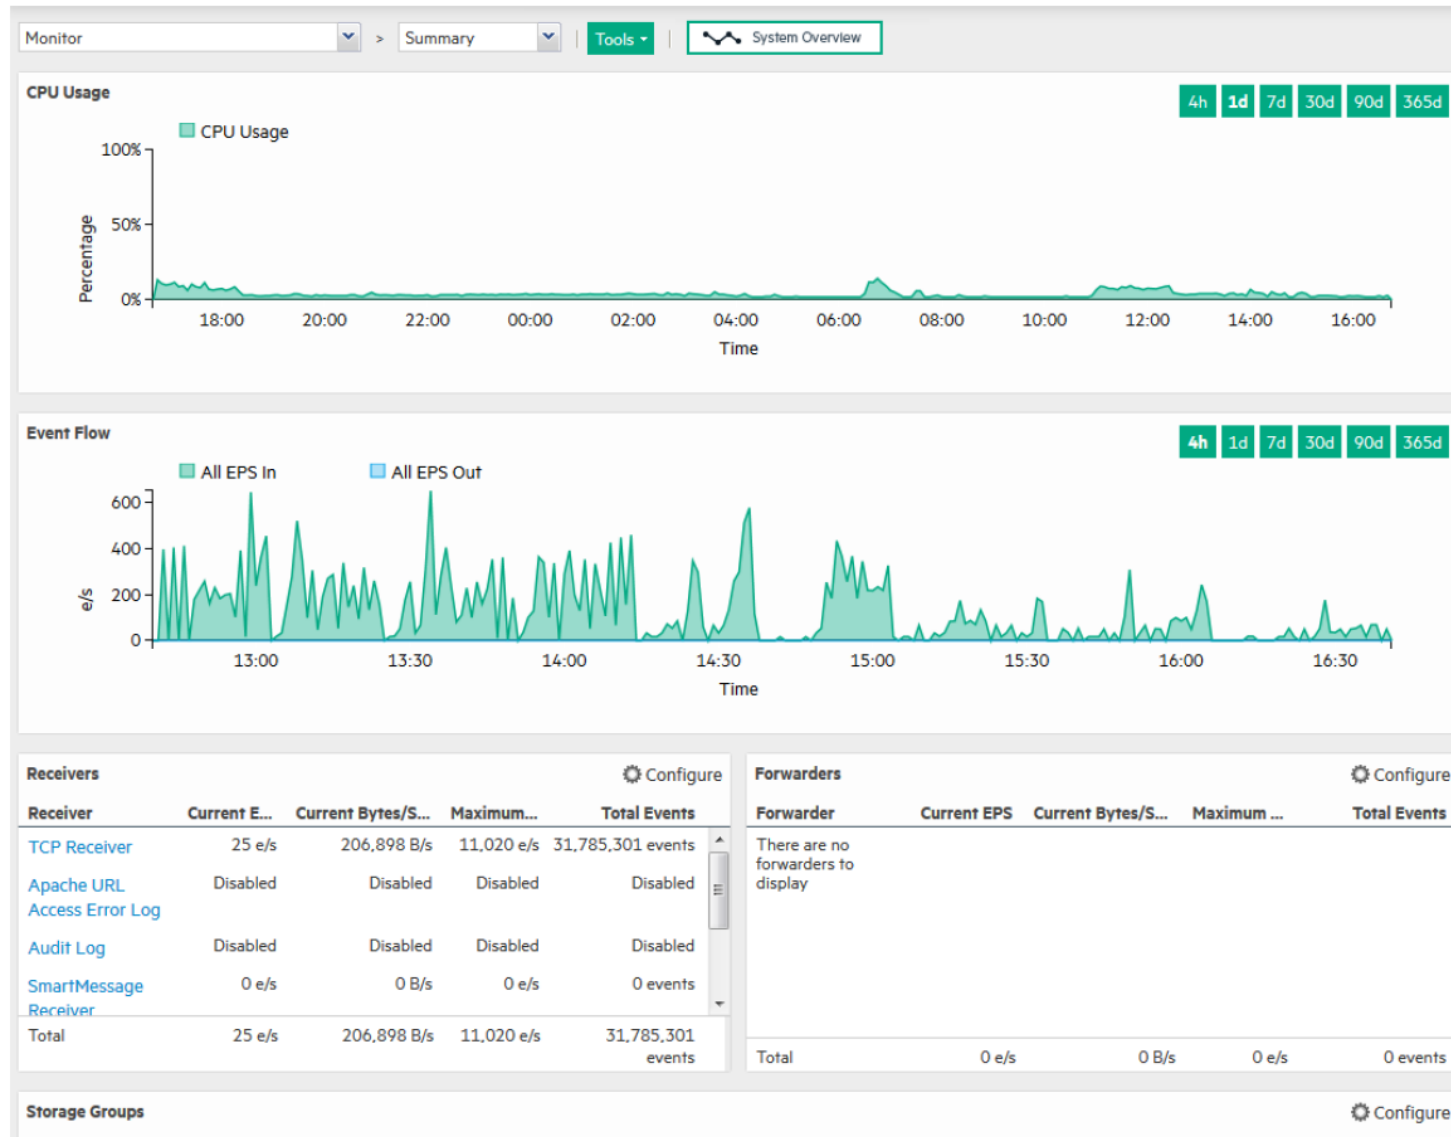 Monitor > Summary | Tools | System Overview
CPU Usage
4h 1d 7d 30d 90d 365d
CPU Usage
100%
50%
0%
Percentage
18:00 20:00 22:00 00:00 02:00 04:00 06:00 08:00 10:00 12:00 14:00 16:00
Time
Event Flow
4h 1d 7d 30d 90d 365d
All EPS In All EPS Out
600
400
200
0
e/s
13:00 13:30 14:00 14:30 15:00 15:30 16:00 16:30
Time
Receivers Configure
Receiver Current E... Current Bytes/S... Maximum... Total Events
TCP Receiver 25 e/s 206,898 B/s 11,020 e/s 31,785,301 events
Apache URL Disabled Disabled Disabled Disabled
Access Error Log
Audit Log Disabled Disabled Disabled Disabled
SmartMessage 0 e/s 0 B/s 0 e/s 0 events
Receiver
Total 25 e/s 206,898 B/s 11,020 e/s 31,785,301
events
Forwarders Configure
Forwarder Current EPS Current Bytes/S... Maximum ... Total Events
There are no
forwarders to
display
Total 0 e/s 0 B/s 0 e/s 0 events
Storage Groups Configure